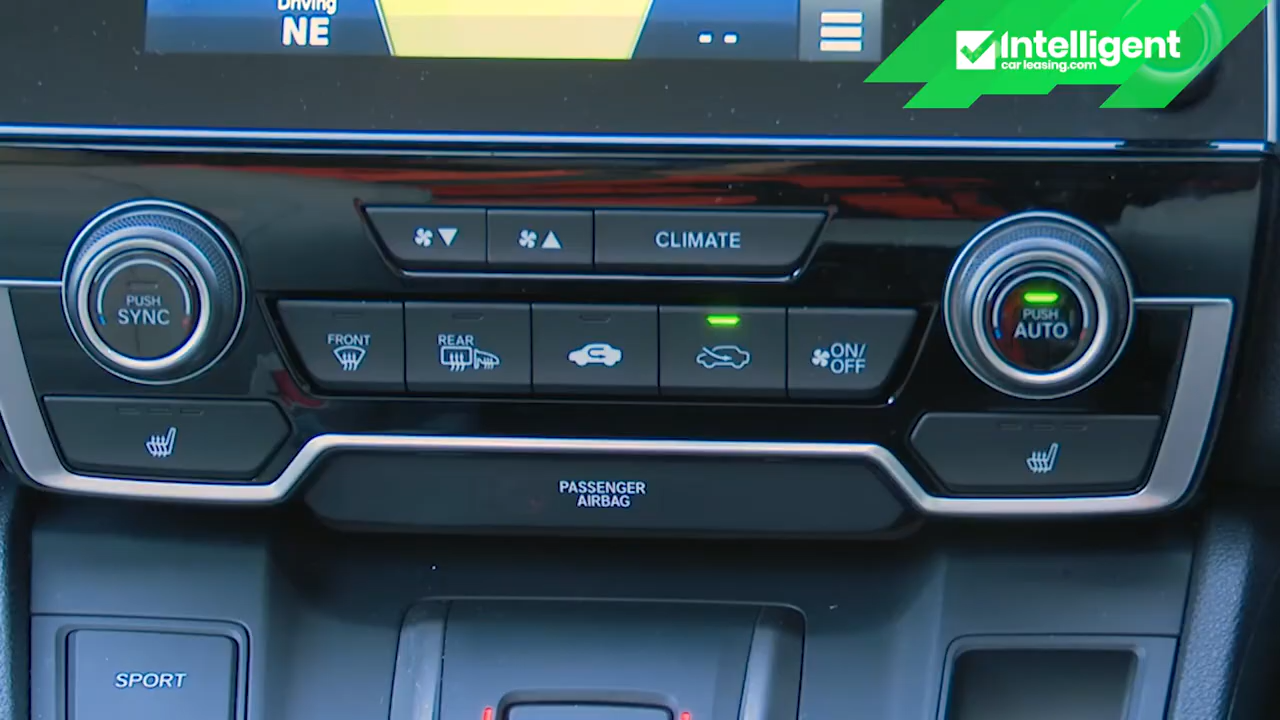 Driving
NE
--
Intelligent
carleasing.com
CLIMATE
PUSH
SYNC
PUSH
AUTO
FRONT
REAR
ON/
OFF
PASSENGER
AIRBAG
SPORT